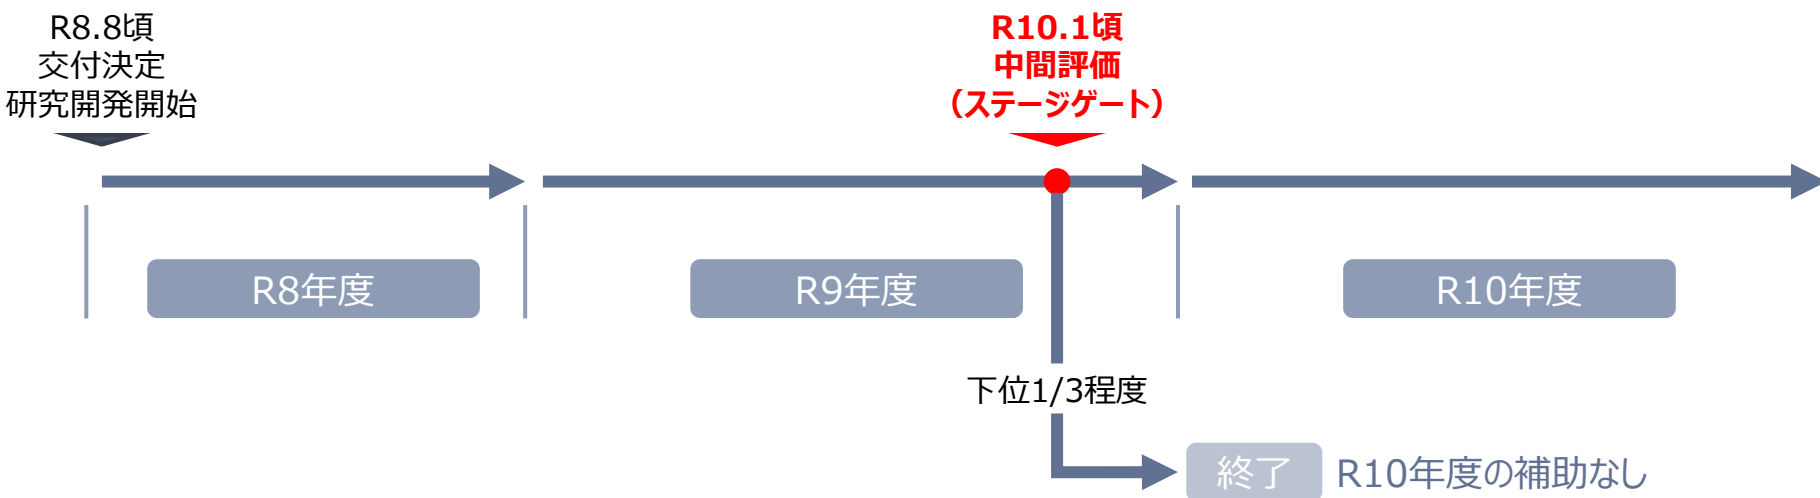 R8.8頃
交付決定
研究開発開始
R10.1頃
中間評価
（ステージゲート）
R8年度
R9年度
R10年度
下位1/3程度
終了
R10年度の補助なし